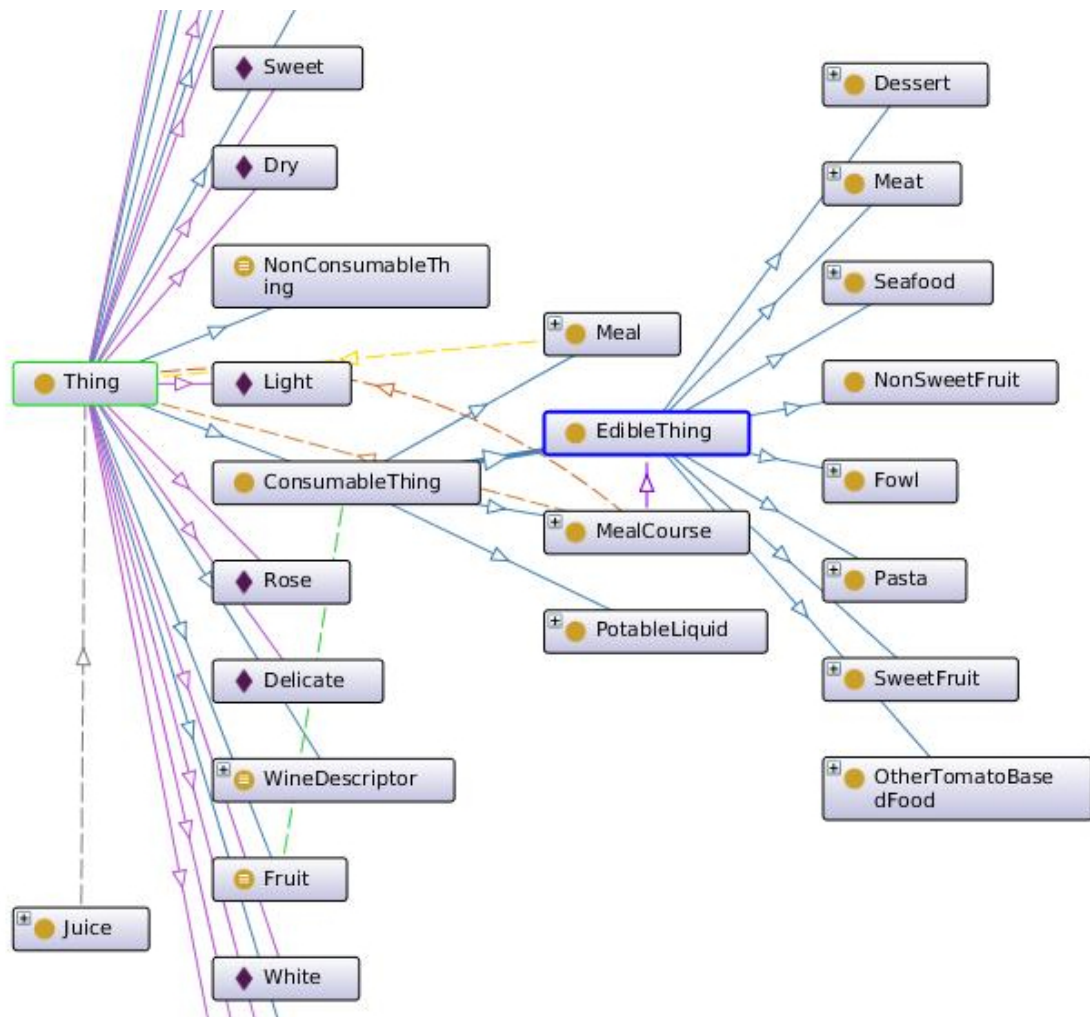 Sweet
Dry
NonConsumableTh
ing
Thing
Light
ConsumableThing
Rose
Delicate
WineDescriptor
Fruit
Juice
White
Meal
EdibleThing
MealCourse
PotableLiquid
Dessert
Meat
Seafood
NonSweetFruit
Fowl
Pasta
SweetFruit
OtherTomatoBase
dFood